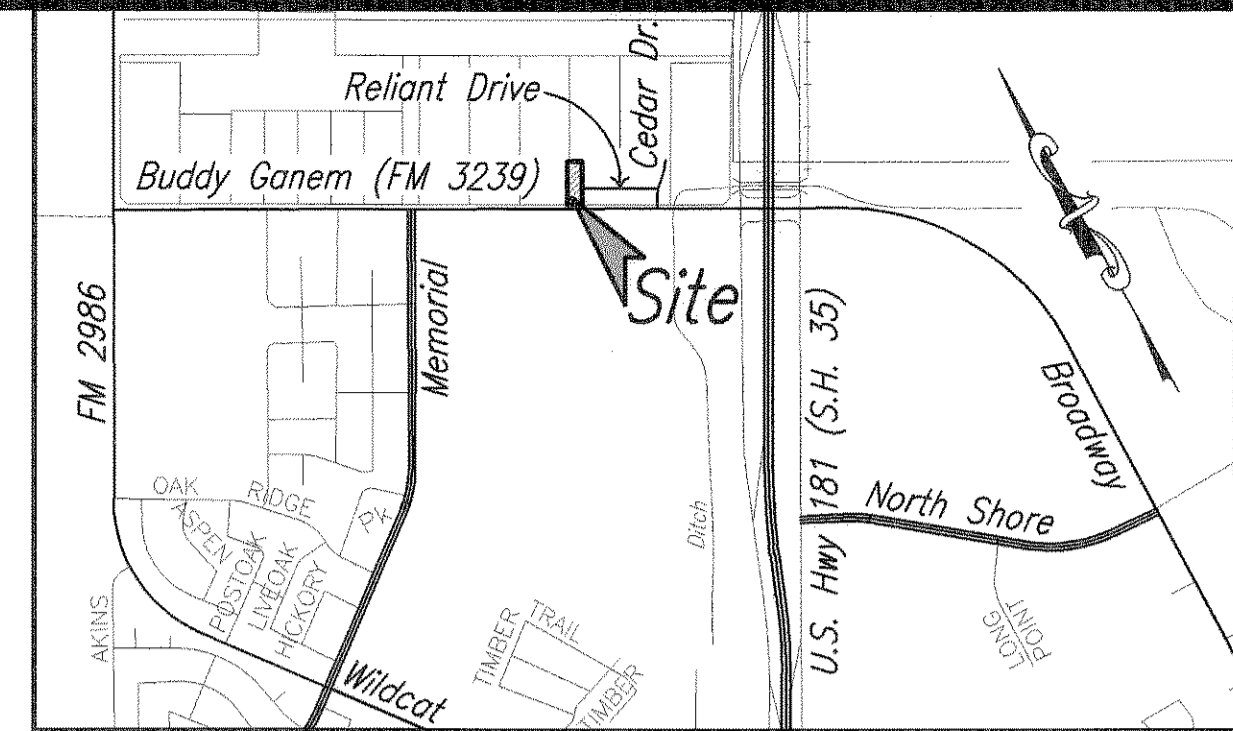 Cedar Dr.
Reliant Drive
Buddy Ganem (FM 3239)
Site
FM 2986
Memorial
U.S. Hwy 181 (S.H. 35)
Broadway
North Shore
Ditch
OAK RIDGE
ASPEN
PK
POSTOAK
LIVEOAK
HICKORY
AKINS
Wildcat
TIMBER
TRAIL
TIMBER
LONG
POINT